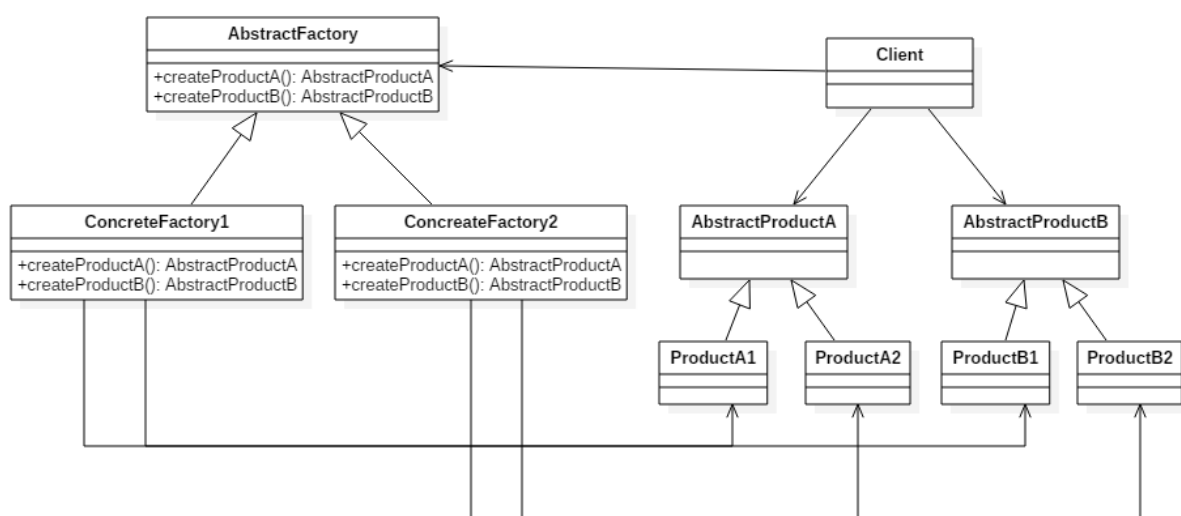 AbstractFactory
+createProductA(): AbstractProductA
+createProductB(): AbstractProductB
Client
ConcreteFactory1
+createProductA(): AbstractProductA
+createProductB(): AbstractProductB
ConcreateFactory2
+createProductA(): AbstractProductA
+createProductB(): AbstractProductB
AbstractProductA
AbstractProductB
ProductA1
ProductA2
ProductB1
ProductB2